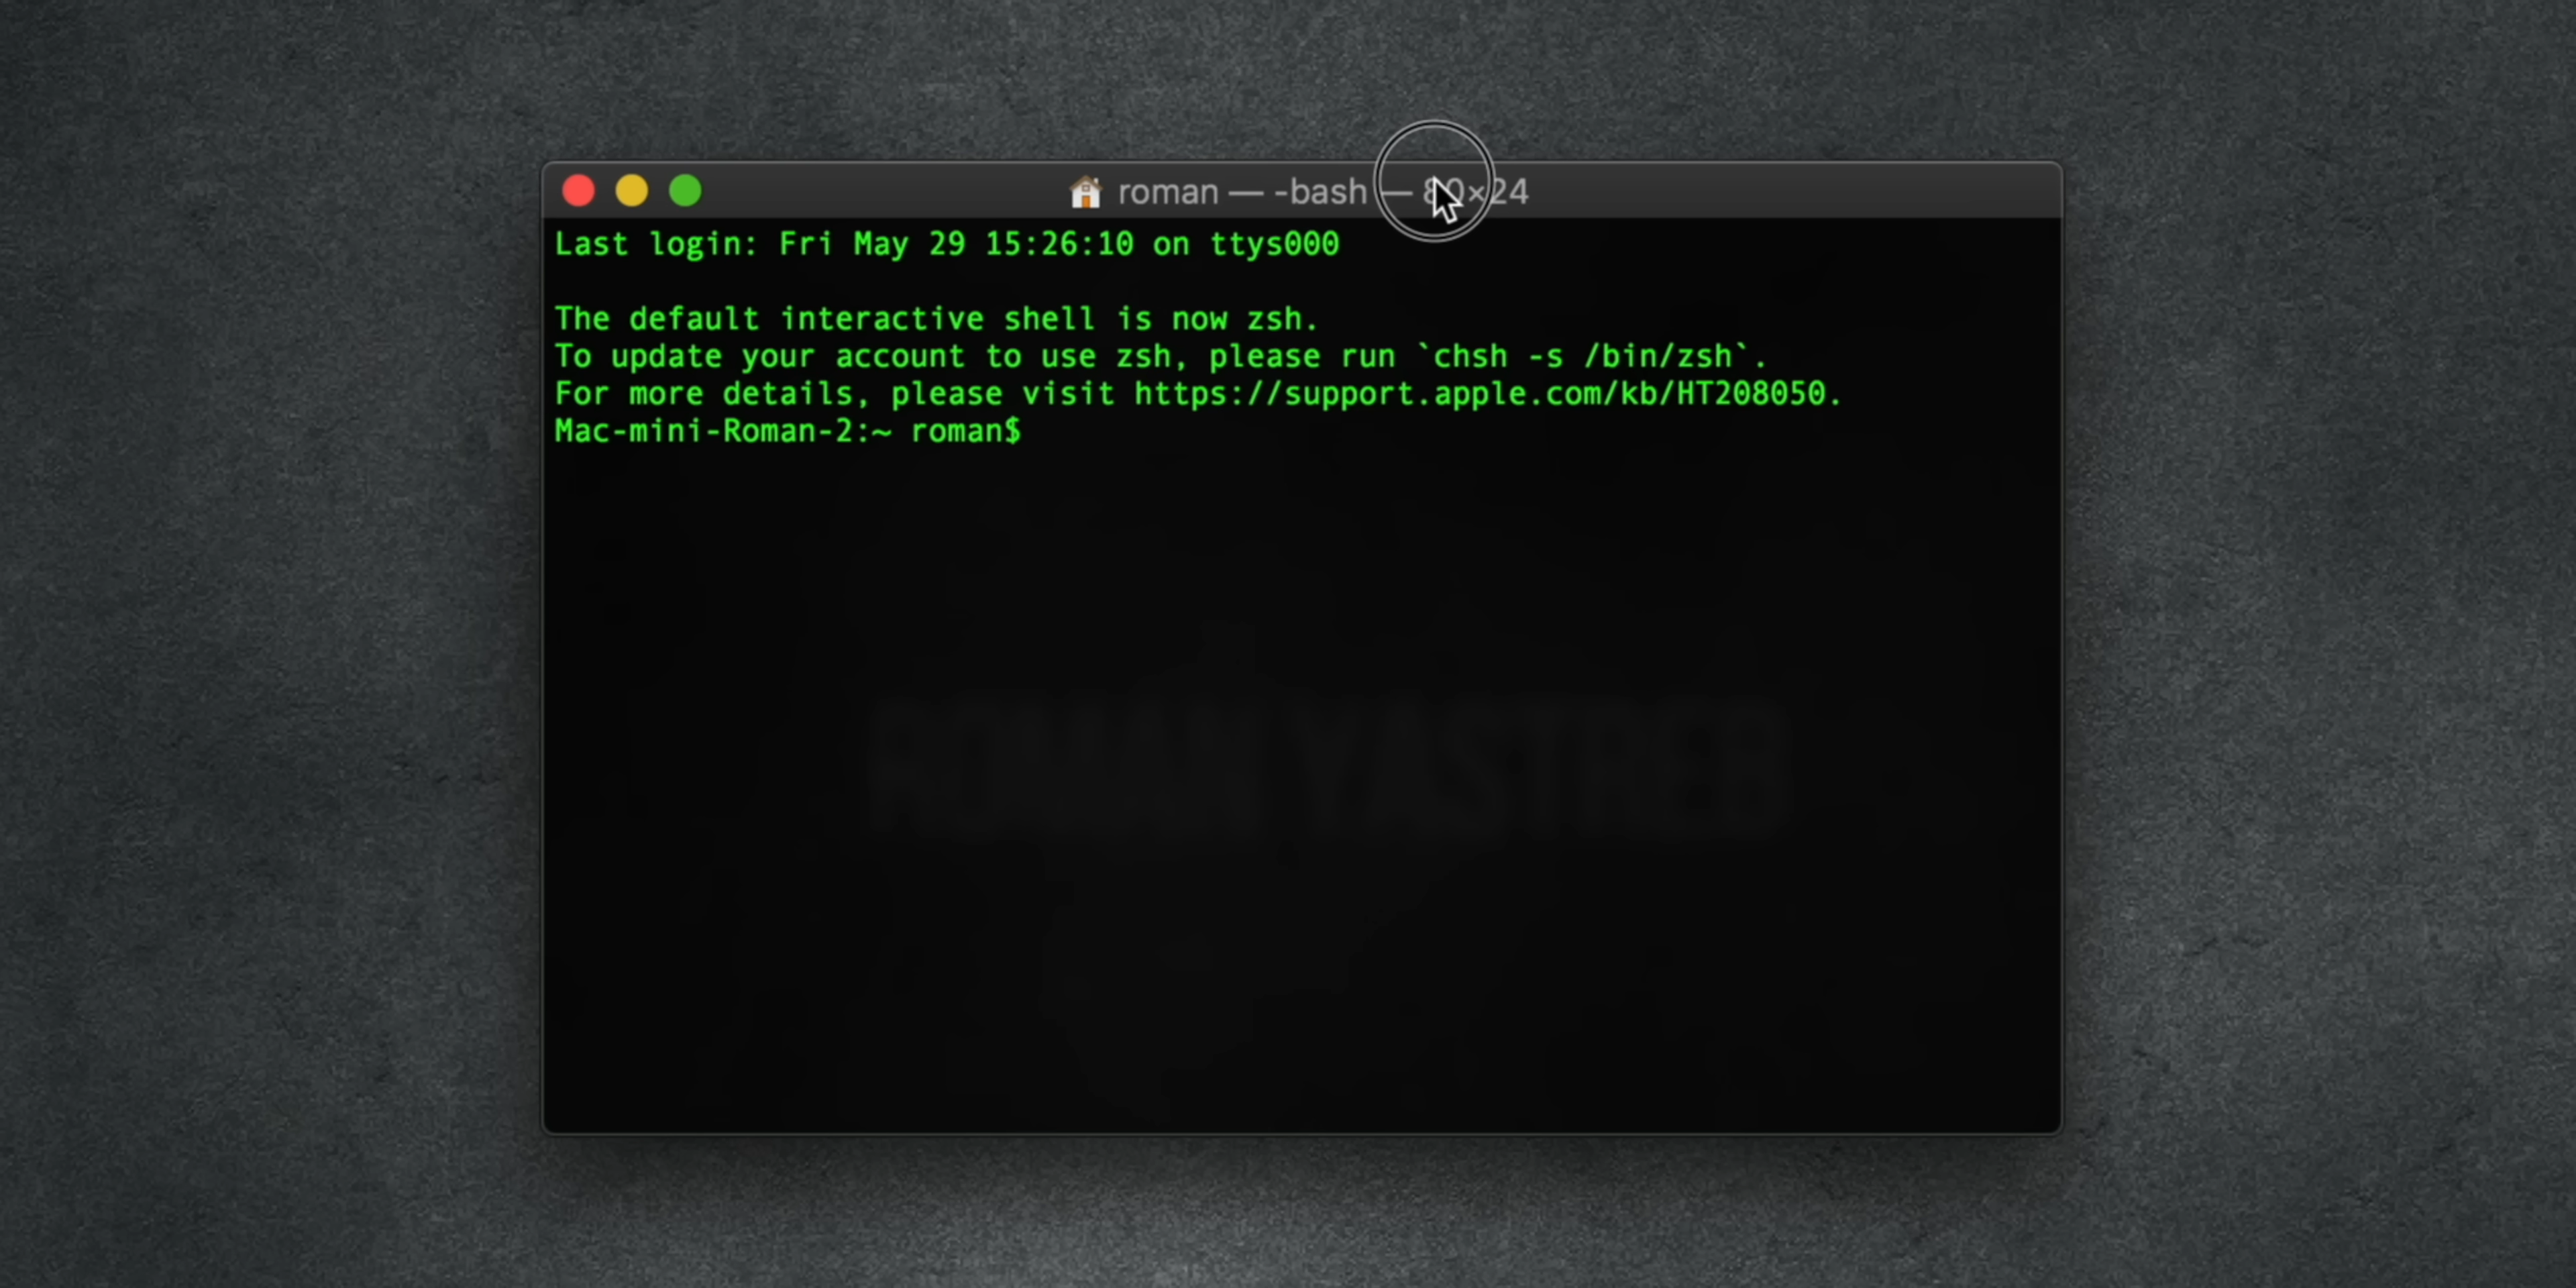 roman — -bash — 80×24
Last login: Fri May 29 15:26:10 on ttys000
The default interactive shell is now zsh.
To update your account to use zsh, please run `chsh -s /bin/zsh`.
For more details, please visit https://support.apple.com/kb/HT208050.
Mac-mini-Roman-2:~ roman$
ROMAN YASTREB